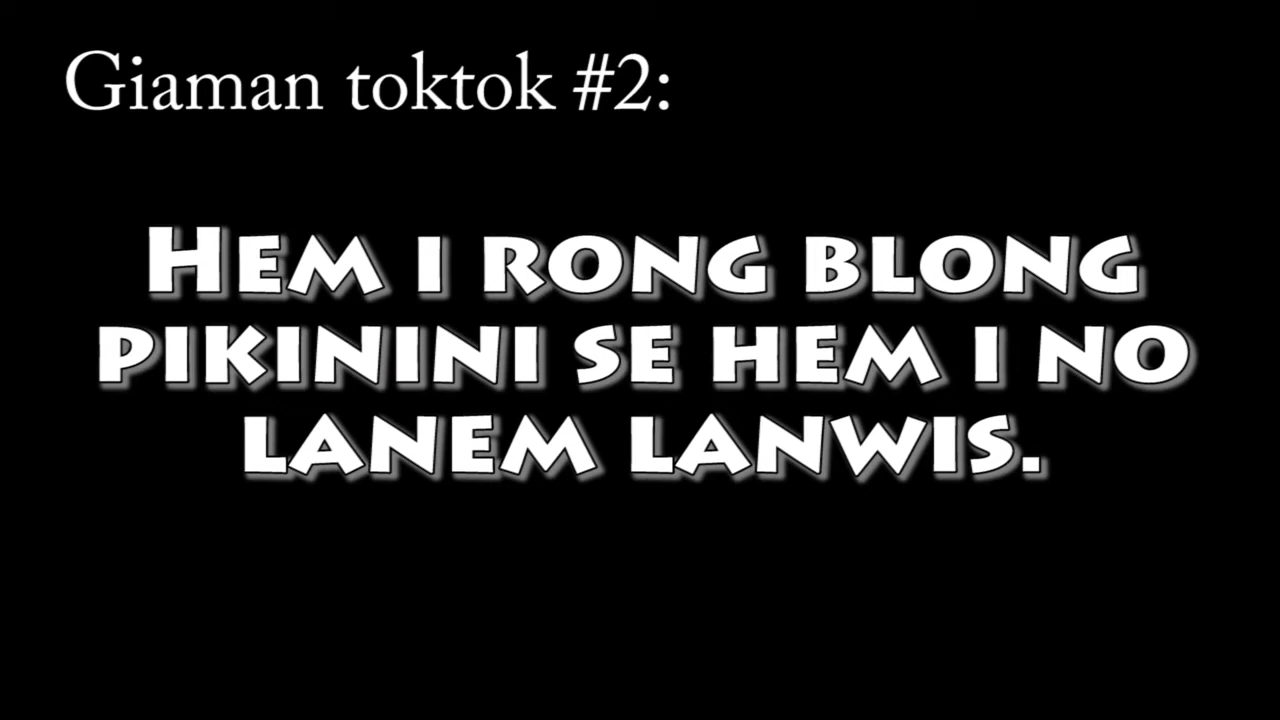 Giaman toktok #2:
HEM I RONG BLONG
PIKININI SE HEM I NO
LANEM LANWIS.